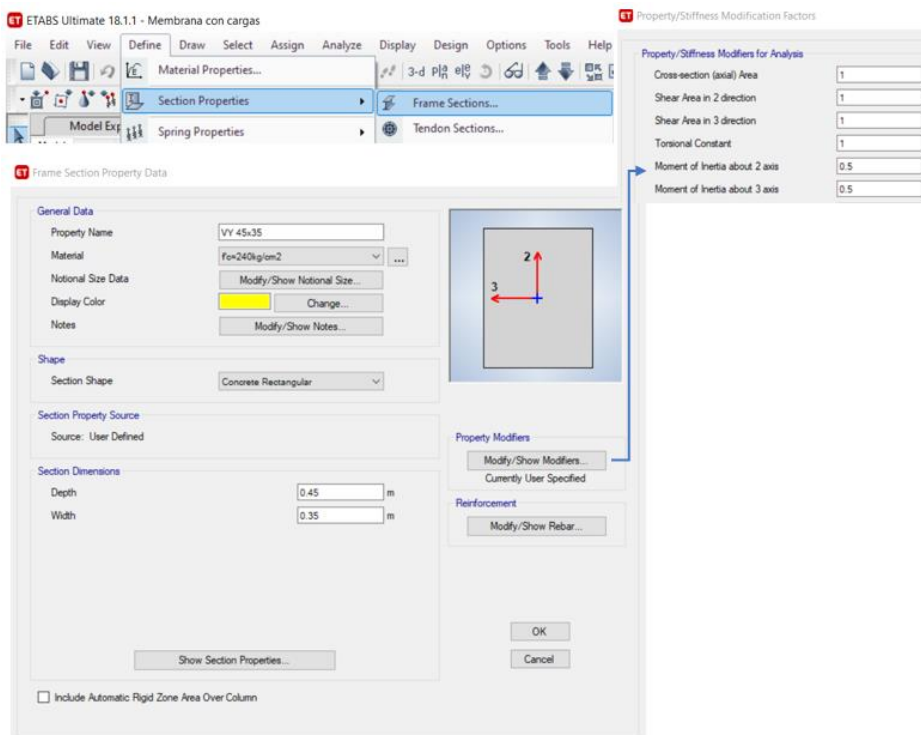 ETABS Ultimate 18.1.1 - Membrana con cargas
File Edit View Define Draw Select Assign Analyze Display Design Options Tools Help
Material Properties...
3-d
Section Properties
Frame Sections...
Model Exp
Spring Properties
Tendon Sections...
Property/Stiffness Modification Factors
Property/Stiffness Modifiers for Analysis
Cross-section (axial) Area 1
Shear Area in 2 direction 1
Shear Area in 3 direction 1
Torsional Constant 1
Moment of Inertia about 2 axis 0.5
Moment of Inertia about 3 axis 0.5
Frame Section Property Data
General Data
Property Name VY 45x35
Material f'c=240kg/cm2 ...
Notional Size Data Modify/Show Notional Size...
Display Color Change...
Notes Modify/Show Notes...
2
3
Shape
Section Shape Concrete Rectangular
Section Property Source
Source: User Defined
Section Dimensions
Depth 0.45 m
Width 0.35 m
Show Section Properties...
Include Automatic Rigid Zone Area Over Column
Property Modifiers
Modify/Show Modifiers...
Currently User Specified
Reinforcement
Modify/Show Rebar...
OK
Cancel